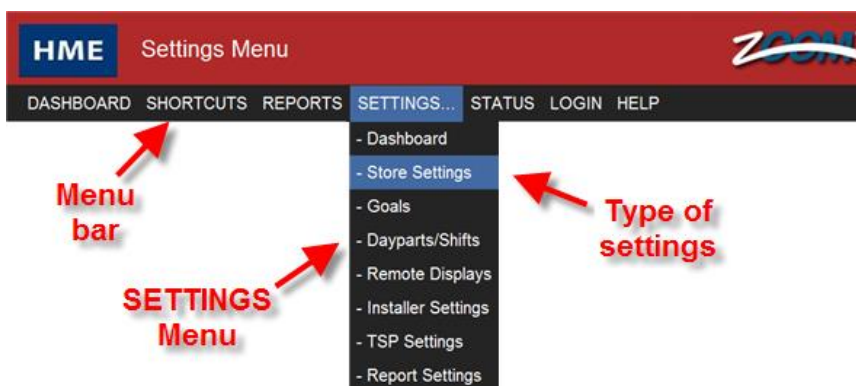 HME Settings Menu ZOOM
DASHBOARD SHORTCUTS REPORTS SETTINGS... STATUS LOGIN HELP
- Dashboard
- Store Settings
- Goals
- Dayparts/Shifts
- Remote Displays
- Installer Settings
- TSP Settings
- Report Settings
Menu
bar
SETTINGS
Menu
Type of
settings